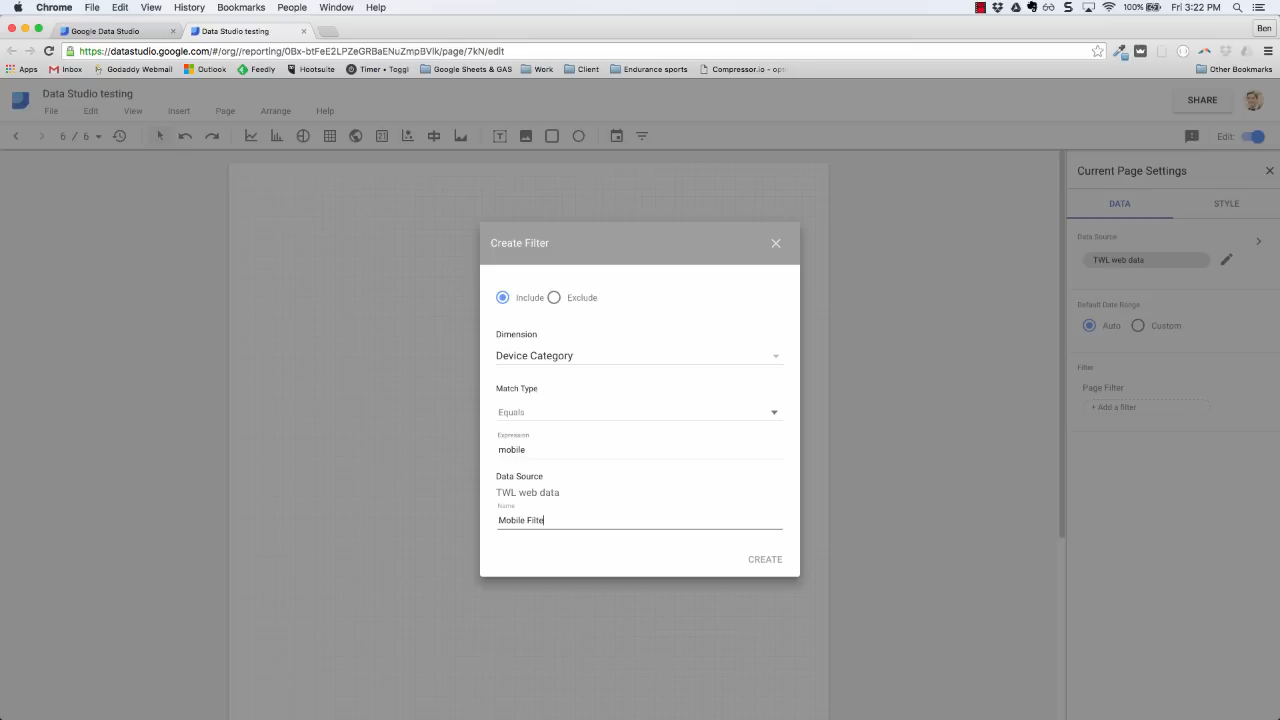 Chrome File Edit View History Bookmarks People Window Help 100% Fri 3:22 PM
Google Data Studio Data Studio testing Ben
https://datastudio.google.com/#/org//reporting/0Bx-btFeE2LPZeGRBaENuZmpBVlk/page/7kN/edit
Apps Inbox Godaddy Webmail Outlook Feedly Hootsuite Timer • Toggl Google Sheets & GAS Work Client Endurance sports Compressor.io - op Other Bookmarks
Data Studio testing
SHARE
File Edit View Insert Page Arrange Help
6 / 6 Edit:
Current Page Settings
DATA STYLE
Data Source
TWL web data
Default Date Range
Auto Custom
Filter
Page Filter
+ Add a filter
Create Filter
Include Exclude
Dimension
Device Category
Match Type
Equals
Expression
mobile
Data Source
TWL web data
Name
Mobile Filte
CREATE